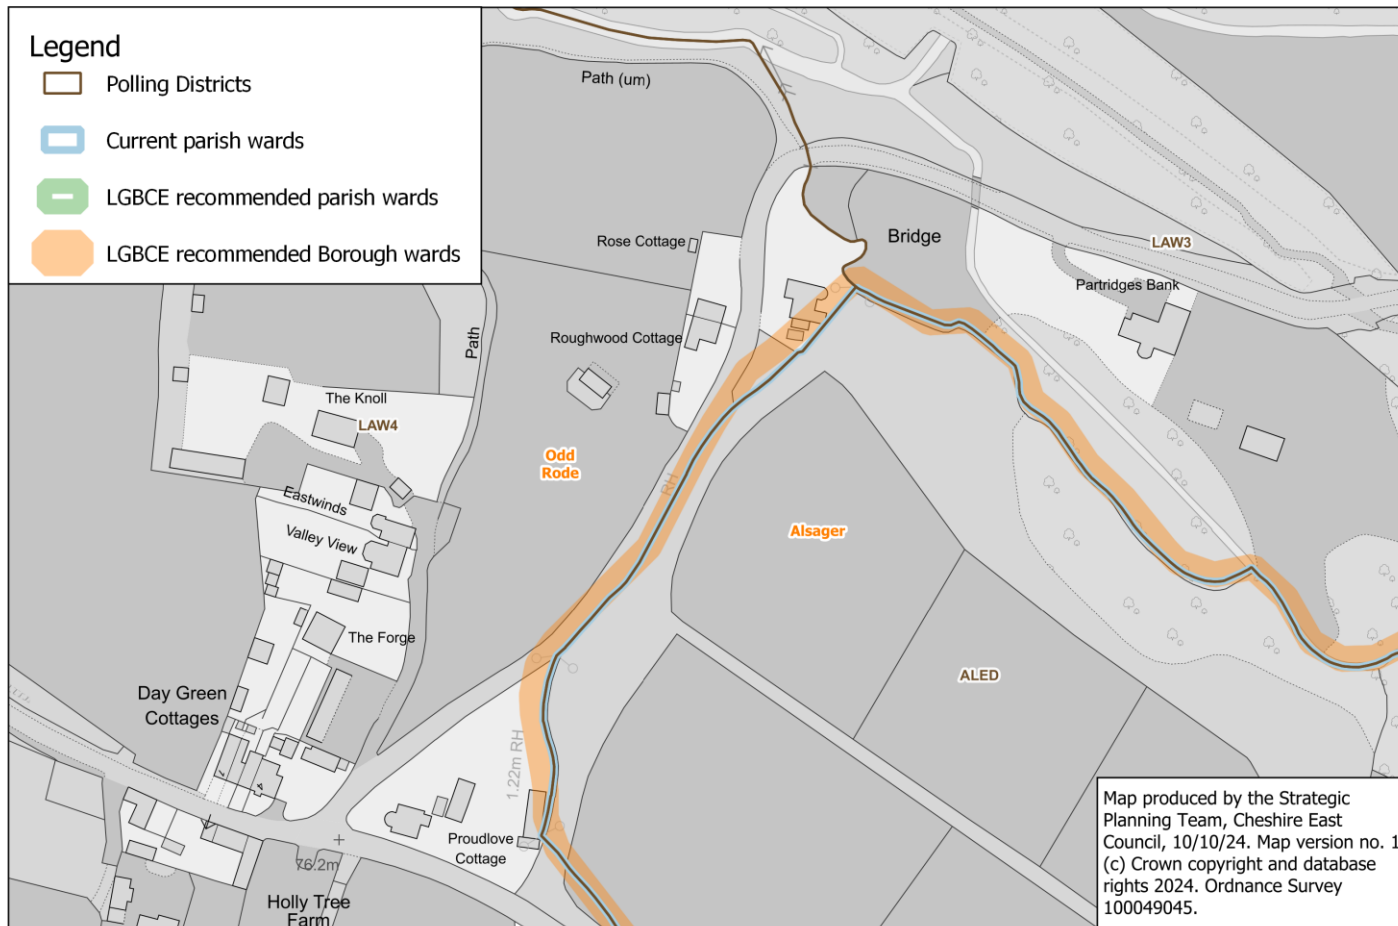 Legend
Polling Districts
Current parish wards
LGBCE recommended parish wards
LGBCE recommended Borough wards
Path (um)
Bridge
LAW3
Rose Cottage
Partridges Bank
Path
Roughwood Cottage
The Knoll
LAW4
Odd
Rode
RH
Eastwinds
Valley View
Alsager
The Forge
ALED
Day Green
Cottages
1.22m RH
Proudlove
Cottage
76.2m
Holly Tree
Farm
Map produced by the Strategic
Planning Team, Cheshire East
Council, 10/10/24. Map version no. 1
(c) Crown copyright and database
rights 2024. Ordnance Survey
100049045.